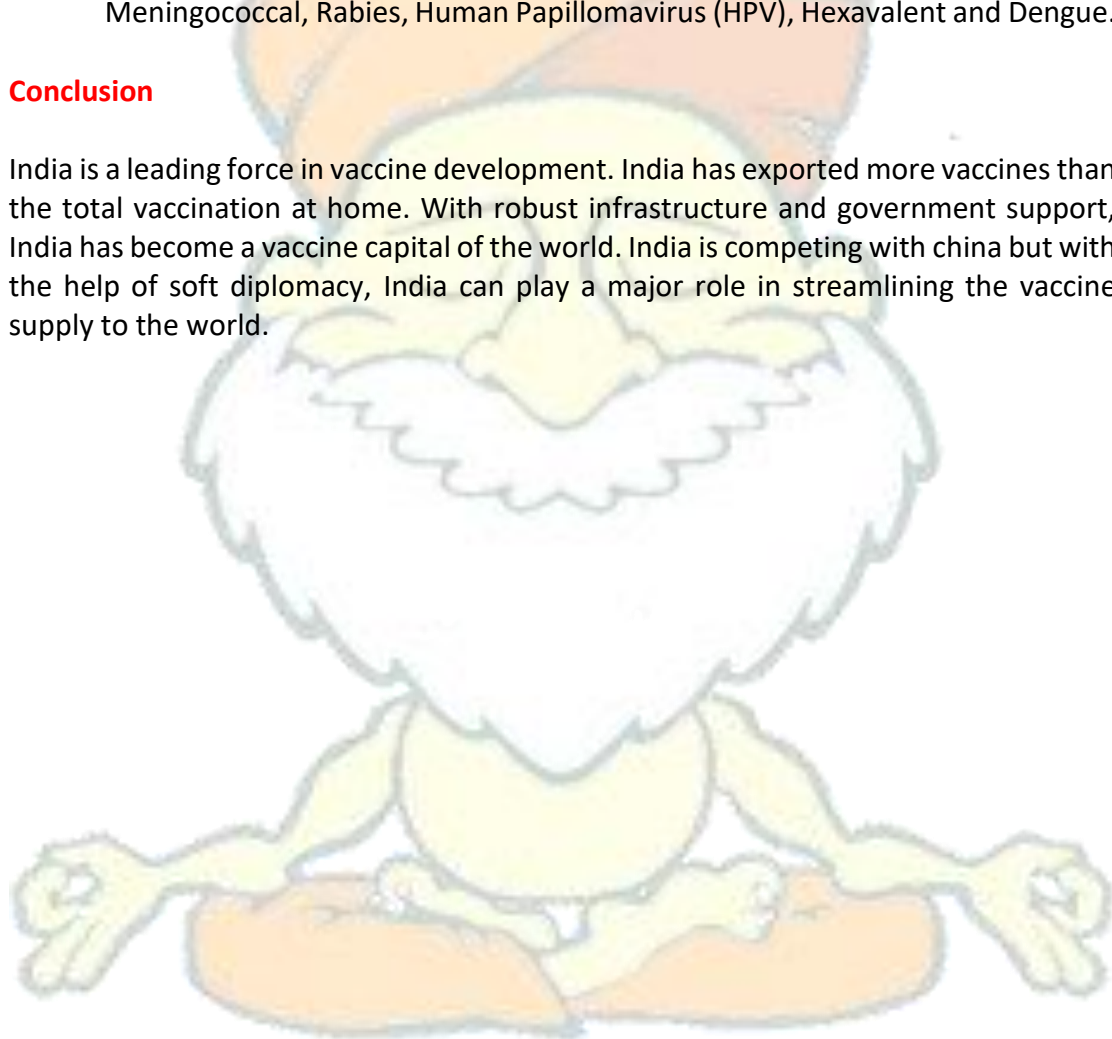 Meningococcal, Rabies, Human Papillomavirus (HPV), Hexavalent and Dengue.
Conclusion
India is a leading force in vaccine development. India has exported more vaccines than
the total vaccination at home. With robust infrastructure and government support,
India has become a vaccine capital of the world. India is competing with china but with
the help of soft diplomacy, India can play a major role in streamlining the vaccine
supply to the world.